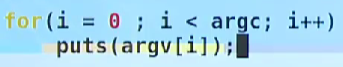 for(i = 0 ; i < argc; i++)
    puts(argv[i]);